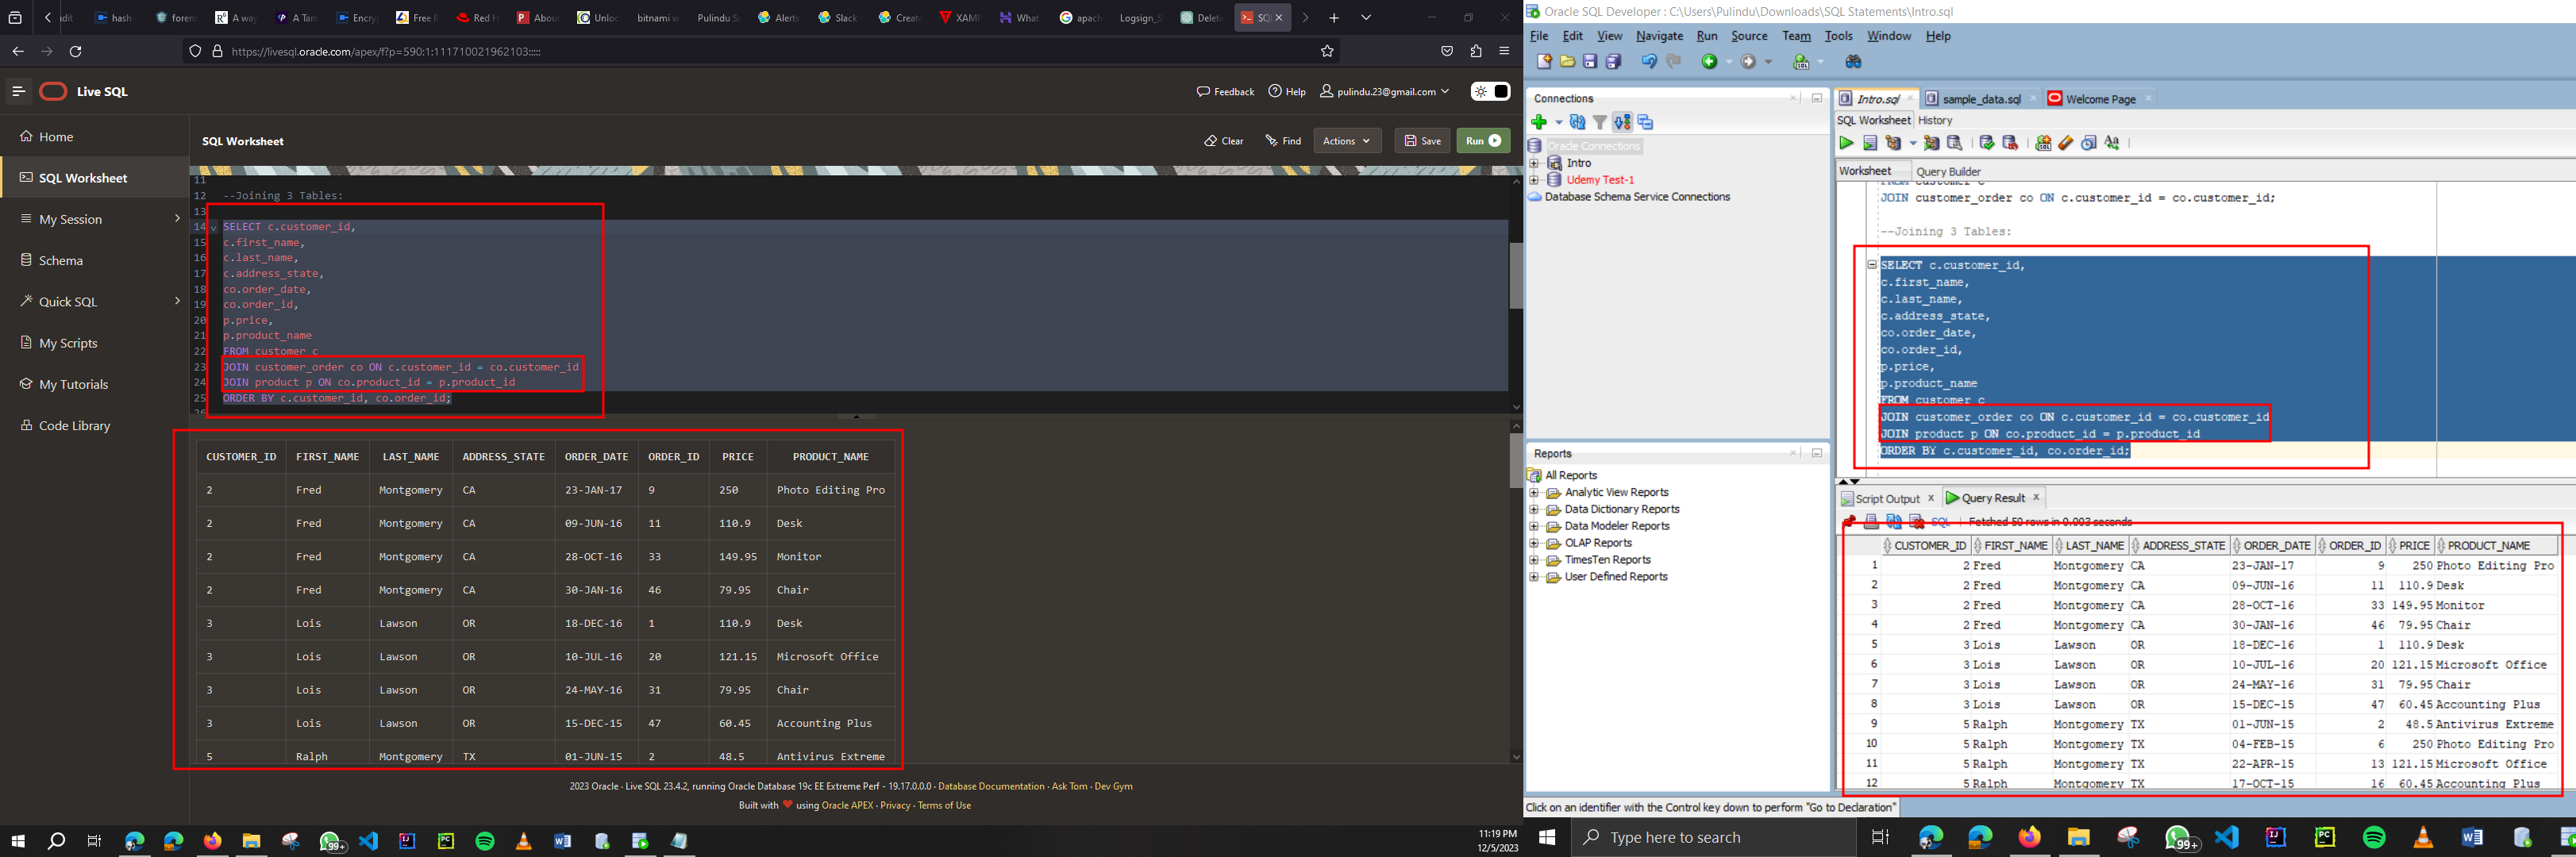 edit
hash
foren
A way
A Tam
Encryp
Free R
Red H
About
Unloc
bitnami w
Pulindu S
Alerts
Slack
Create
XAMP
What
apach
Logsign_S
Delete
SQL
https://livesql.oracle.com/apex/f?p=590:1:111710021962103:::::
Live SQL
Feedback
Help
pulindu.23@gmail.com
Home
SQL Worksheet
My Session
Schema
Quick SQL
My Scripts
My Tutorials
Code Library
SQL Worksheet
Clear
Find
Actions
Save
Run
11
12 --Joining 3 Tables:
13
14 SELECT c.customer_id,
15 c.first_name,
16 c.last_name,
17 c.address_state,
18 co.order_date,
19 co.order_id,
20 p.price,
21 p.product_name
22 FROM customer c
23 JOIN customer_order co ON c.customer_id = co.customer_id
24 JOIN product p ON co.product_id = p.product_id
25 ORDER BY c.customer_id, co.order_id;
26
CUSTOMER_ID FIRST_NAME LAST_NAME ADDRESS_STATE ORDER_DATE ORDER_ID PRICE PRODUCT_NAME
2 Fred Montgomery CA 23-JAN-17 9 250 Photo Editing Pro
2 Fred Montgomery CA 09-JUN-16 11 110.9 Desk
2 Fred Montgomery CA 28-OCT-16 33 149.95 Monitor
2 Fred Montgomery CA 30-JAN-16 46 79.95 Chair
3 Lois Lawson OR 18-DEC-16 1 110.9 Desk
3 Lois Lawson OR 10-JUL-16 20 121.15 Microsoft Office
3 Lois Lawson OR 24-MAY-16 31 79.95 Chair
3 Lois Lawson OR 15-DEC-15 47 60.45 Accounting Plus
5 Ralph Montgomery TX 01-JUN-15 2 48.5 Antivirus Extreme
2023 Oracle · Live SQL 23.4.2, running Oracle Database 19c EE Extreme Perf - 19.17.0.0.0 · Database Documentation · Ask Tom · Dev Gym
Built with ❤ using Oracle APEX · Privacy · Terms of Use
99+
11:19 PM
12/5/2023
Oracle SQL Developer : C:\Users\Pulindu\Downloads\SQL Statements\Intro.sql
File Edit View Navigate Run Source Team Tools Window Help
Connections
Oracle Connections
Intro
Udemy Test-1
Database Schema Service Connections
Reports
All Reports
Analytic View Reports
Data Dictionary Reports
Data Modeler Reports
OLAP Reports
TimesTen Reports
User Defined Reports
Intro.sql
sample_data.sql
Welcome Page
SQL Worksheet History
Worksheet Query Builder
FROM customer c
JOIN customer_order co ON c.customer_id = co.customer_id;
--Joining 3 Tables:
SELECT c.customer_id,
c.first_name,
c.last_name,
c.address_state,
co.order_date,
co.order_id,
p.price,
p.product_name
FROM customer c
JOIN customer_order co ON c.customer_id = co.customer_id
JOIN product p ON co.product_id = p.product_id
ORDER BY c.customer_id, co.order_id;
Script Output
Query Result
SQL | Fetched 59 rows in 0.003 seconds
CUSTOMER_ID FIRST_NAME LAST_NAME ADDRESS_STATE ORDER_DATE ORDER_ID PRICE PRODUCT_NAME
1 2 Fred Montgomery CA 23-JAN-17 9 250 Photo Editing Pro
2 2 Fred Montgomery CA 09-JUN-16 11 110.9 Desk
3 2 Fred Montgomery CA 28-OCT-16 33 149.95 Monitor
4 2 Fred Montgomery CA 30-JAN-16 46 79.95 Chair
5 3 Lois Lawson OR 18-DEC-16 1 110.9 Desk
6 3 Lois Lawson OR 10-JUL-16 20 121.15 Microsoft Office
7 3 Lois Lawson OR 24-MAY-16 31 79.95 Chair
8 3 Lois Lawson OR 15-DEC-15 47 60.45 Accounting Plus
9 5 Ralph Montgomery TX 01-JUN-15 2 48.5 Antivirus Extreme
10 5 Ralph Montgomery TX 04-FEB-15 6 250 Photo Editing Pro
11 5 Ralph Montgomery TX 22-APR-15 13 121.15 Microsoft Office
12 5 Ralph Montgomery TX 17-OCT-15 16 60.45 Accounting Plus
Click on an identifier with the Control key down to perform "Go to Declaration"
Type here to search
99+